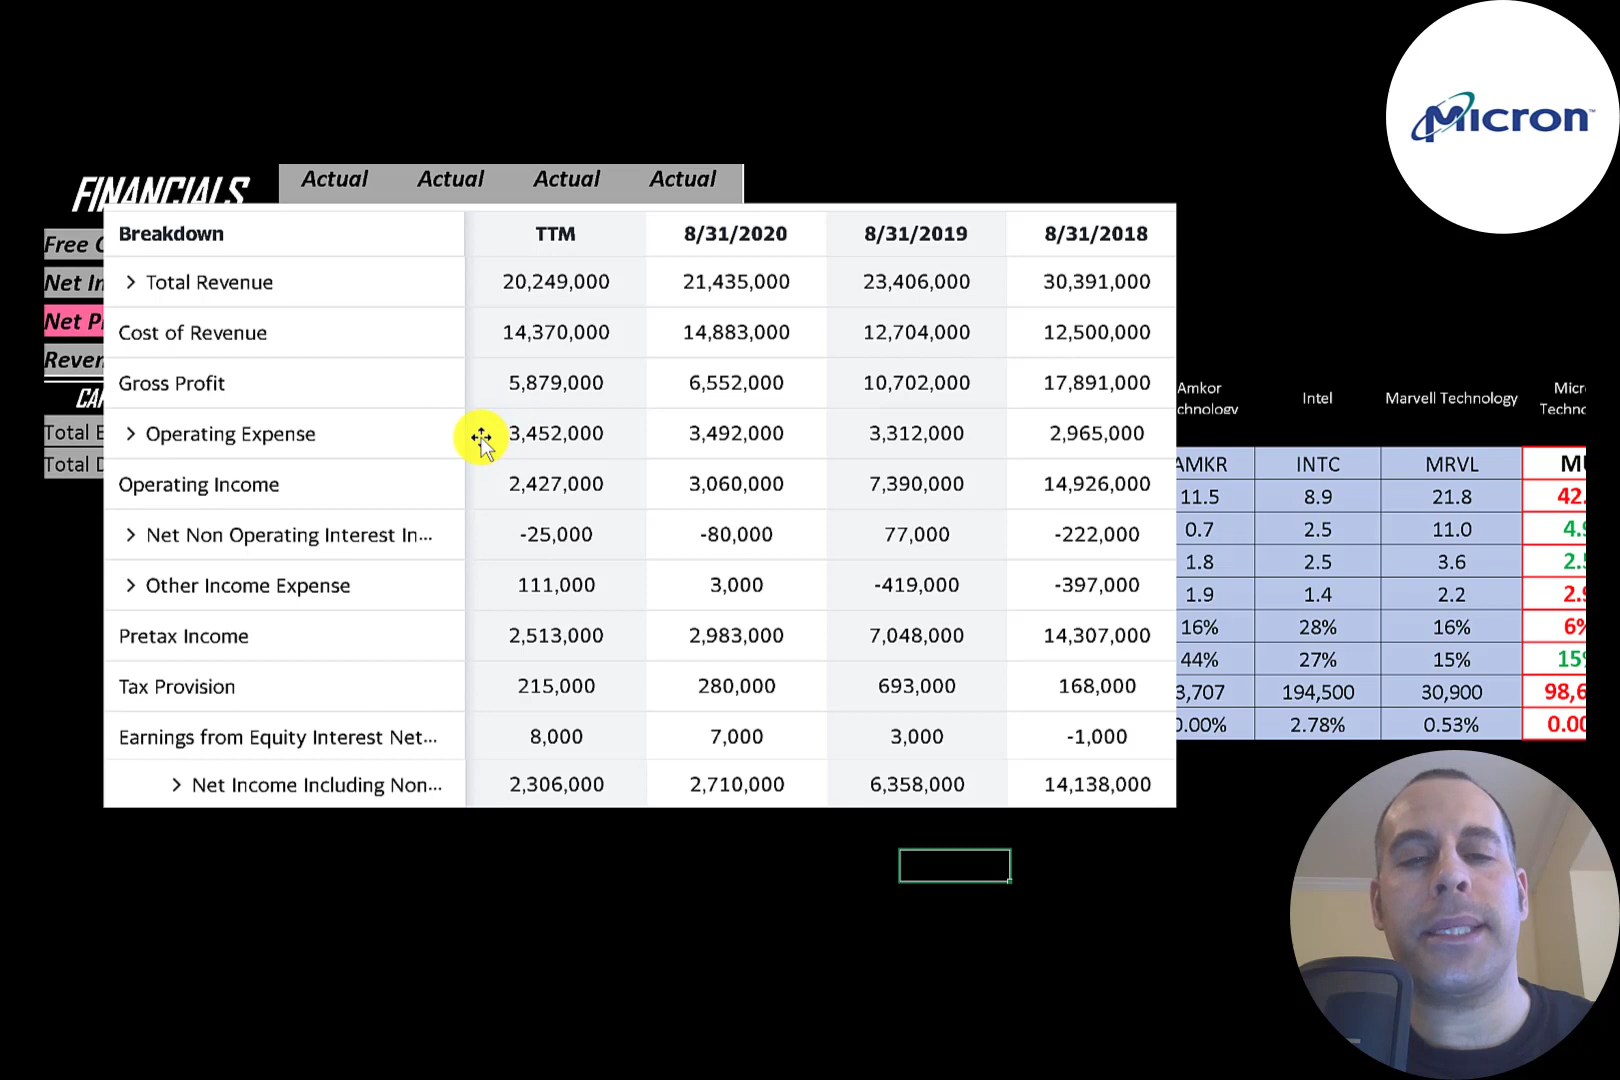 Micron™
FINANCIALS
Actual Actual Actual Actual
Free
Net
Net
CAR
Total
Total
Breakdown TTM 8/31/2020 8/31/2019 8/31/2018
Total Revenue 20,249,000 21,435,000 23,406,000 30,391,000
Cost of Revenue 14,370,000 14,883,000 12,704,000 12,500,000
Gross Profit 5,879,000 6,552,000 10,702,000 17,891,000
Operating Expense 3,452,000 3,492,000 3,312,000 2,965,000
Operating Income 2,427,000 3,060,000 7,390,000 14,926,000
Net Non Operating Interest In... -25,000 -80,000 77,000 -222,000
Other Income Expense 111,000 3,000 -419,000 -397,000
Pretax Income 2,513,000 2,983,000 7,048,000 14,307,000
Tax Provision 215,000 280,000 693,000 168,000
Earnings from Equity Interest Net... 8,000 7,000 3,000 -1,000
Net Income Including Non... 2,306,000 2,710,000 6,358,000 14,138,000
Amkor Intel Marvell Technology
AMKR INTC MRVL
11.5 8.9 21.8
0.7 2.5 11.0
1.8 2.5 3.6
1.9 1.4 2.2
16% 28% 16% 6%
44% 27% 15% 15%
3,707 194,500 30,900
0.00% 2.78% 0.53%